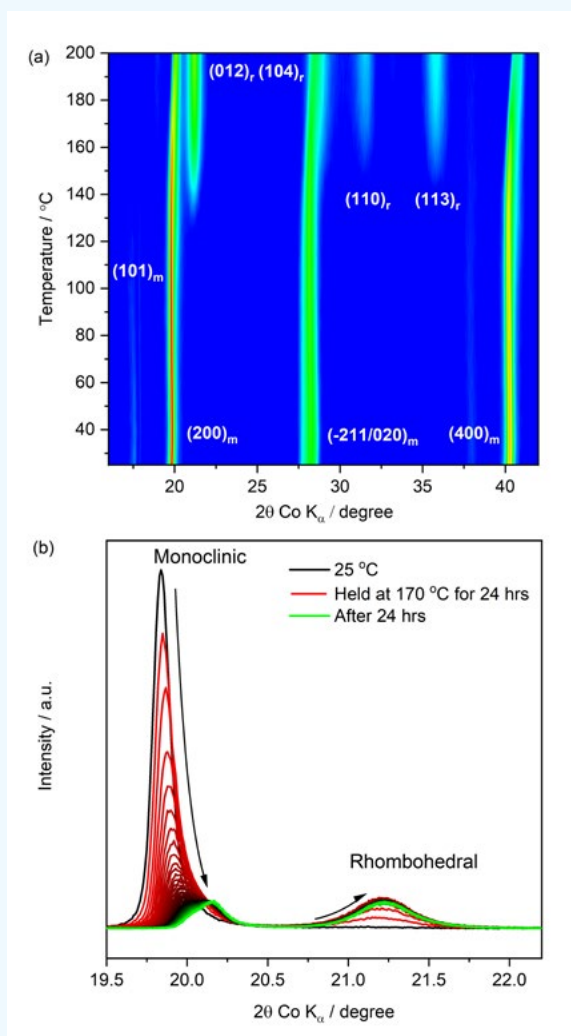 (a)
200
180
160
140
120
100
80
60
40
Temperature / °C
(012)r (104)r
(110)r
(113)r
(101)m
(200)m
(-211/020)m
(400)m
20
25
30
35
40
2θ Co Kα / degree
(b)
Monoclinic
25 °C
Held at 170 °C for 24 hrs
After 24 hrs
Intensity / a.u.
Rhombohedral
19.5
20.0
20.5
21.0
21.5
22.0
2θ Co Kα / degree